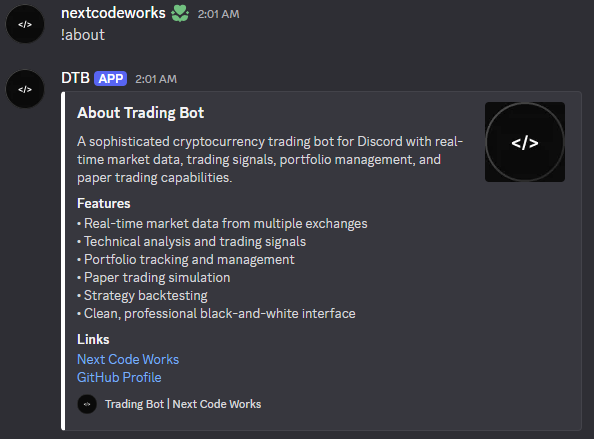 </>
nextcodeworks 2:01 AM
!about
</>
DTB APP 2:01 AM
About Trading Bot
A sophisticated cryptocurrency trading bot for Discord with real-
time market data, trading signals, portfolio management, and
paper trading capabilities.
</>
Features
• Real-time market data from multiple exchanges
• Technical analysis and trading signals
• Portfolio tracking and management
• Paper trading simulation
• Strategy backtesting
• Clean, professional black-and-white interface
Links
Next Code Works
GitHub Profile
</> Trading Bot | Next Code Works